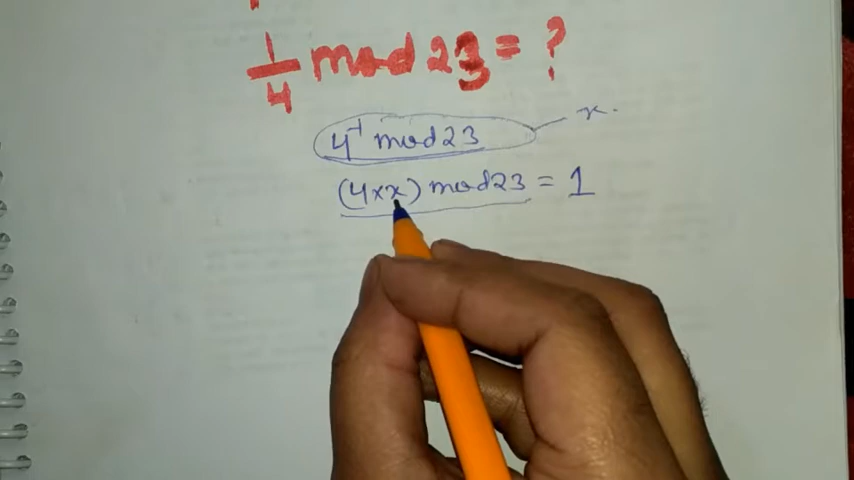 1/4 mod 23 = ?
4⁻¹ mod 23 x.
(4 × x) mod 23 = 1